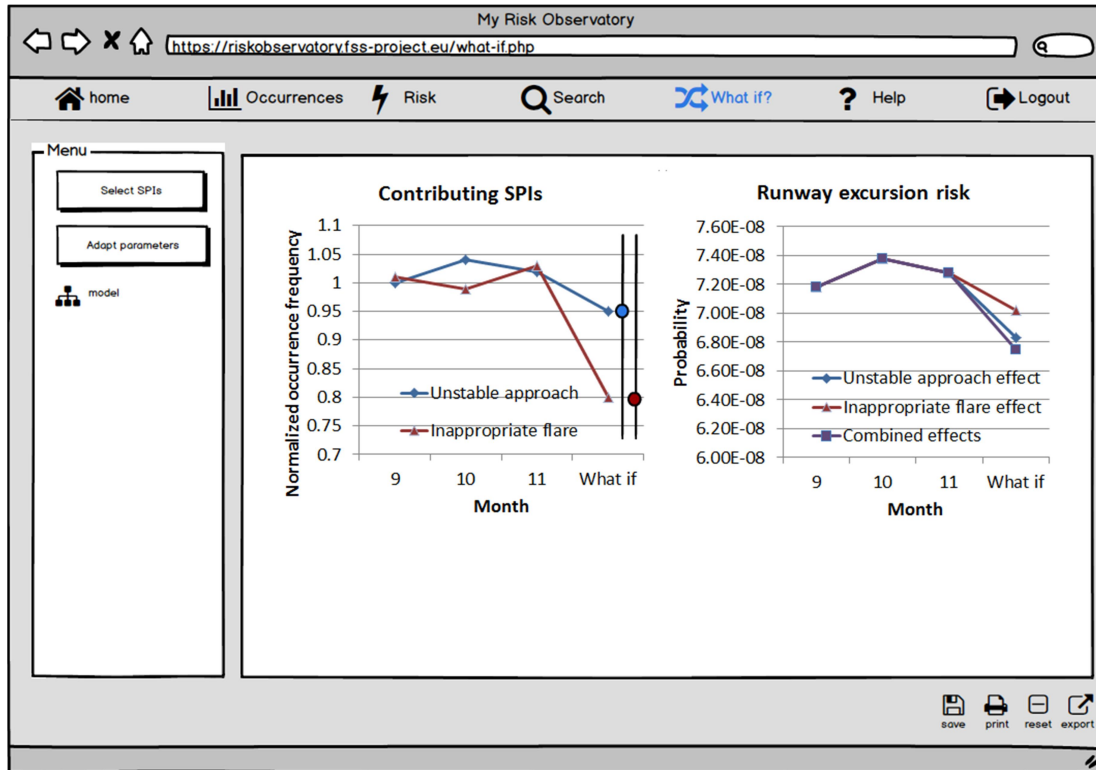 My Risk Observatory
https://riskobservatory.fss-project.eu/what-if.php
home Occurrences Risk Search What if? Help Logout
Menu
Select SPIs
Adapt parameters
model
Contributing SPIs
Normalized occurrence frequency
1.1
1.05
1
0.95
0.9
0.85
0.8
0.75
0.7
Unstable approach
Inappropriate flare
9 10 11 What if
Month
Runway excursion risk
Probability
7.60E-08
7.40E-08
7.20E-08
7.00E-08
6.80E-08
6.60E-08
6.40E-08
6.20E-08
6.00E-08
Unstable approach effect
Inappropriate flare effect
Combined effects
9 10 11 What if
Month
save print reset export